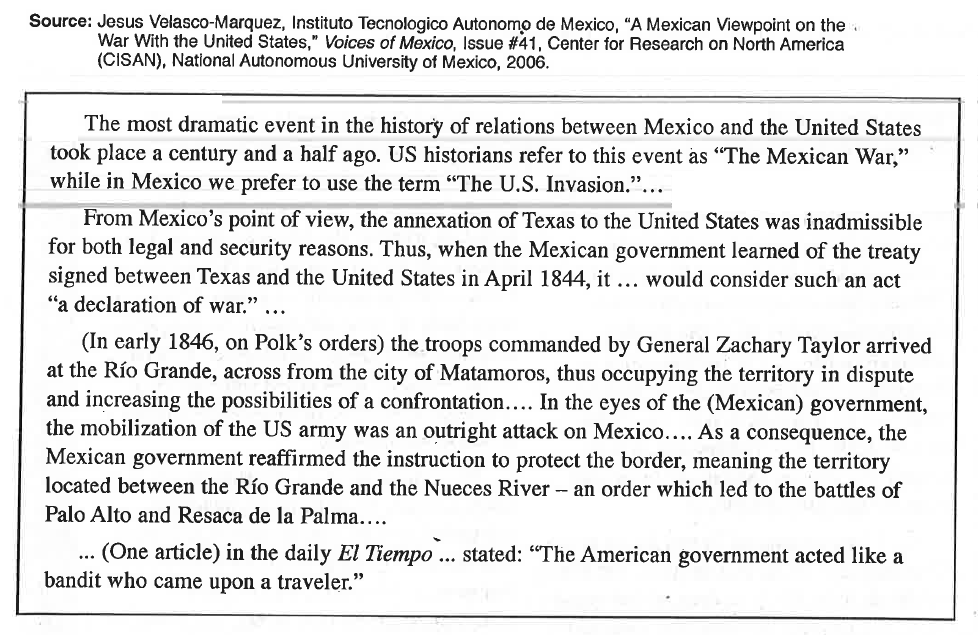 Source: Jesus Velasco-Marquez, Instituto Tecnologico Autonomo de Mexico, “A Mexican Viewpoint on the
War With the United States,” Voices of Mexico, Issue #41, Center for Research on North America
(CISAN), National Autonomous University of Mexico, 2006.
The most dramatic event in the history of relations between Mexico and the United States
took place a century and a half ago. US historians refer to this event as “The Mexican War,”
while in Mexico we prefer to use the term “The U.S. Invasion.”…
From Mexico’s point of view, the annexation of Texas to the United States was inadmissible
for both legal and security reasons. Thus, when the Mexican government learned of the treaty
signed between Texas and the United States in April 1844, it … would consider such an act
“a declaration of war.” …
(In early 1846, on Polk’s orders) the troops commanded by General Zachary Taylor arrived
at the Río Grande, across from the city of Matamoros, thus occupying the territory in dispute
and increasing the possibilities of a confrontation…. In the eyes of the (Mexican) government,
the mobilization of the US army was an outright attack on Mexico…. As a consequence, the
Mexican government reaffirmed the instruction to protect the border, meaning the territory
located between the Río Grande and the Nueces River – an order which led to the battles of
Palo Alto and Resaca de la Palma….
... (One article) in the daily El Tiempo ... stated: “The American government acted like a
bandit who came upon a traveler.”